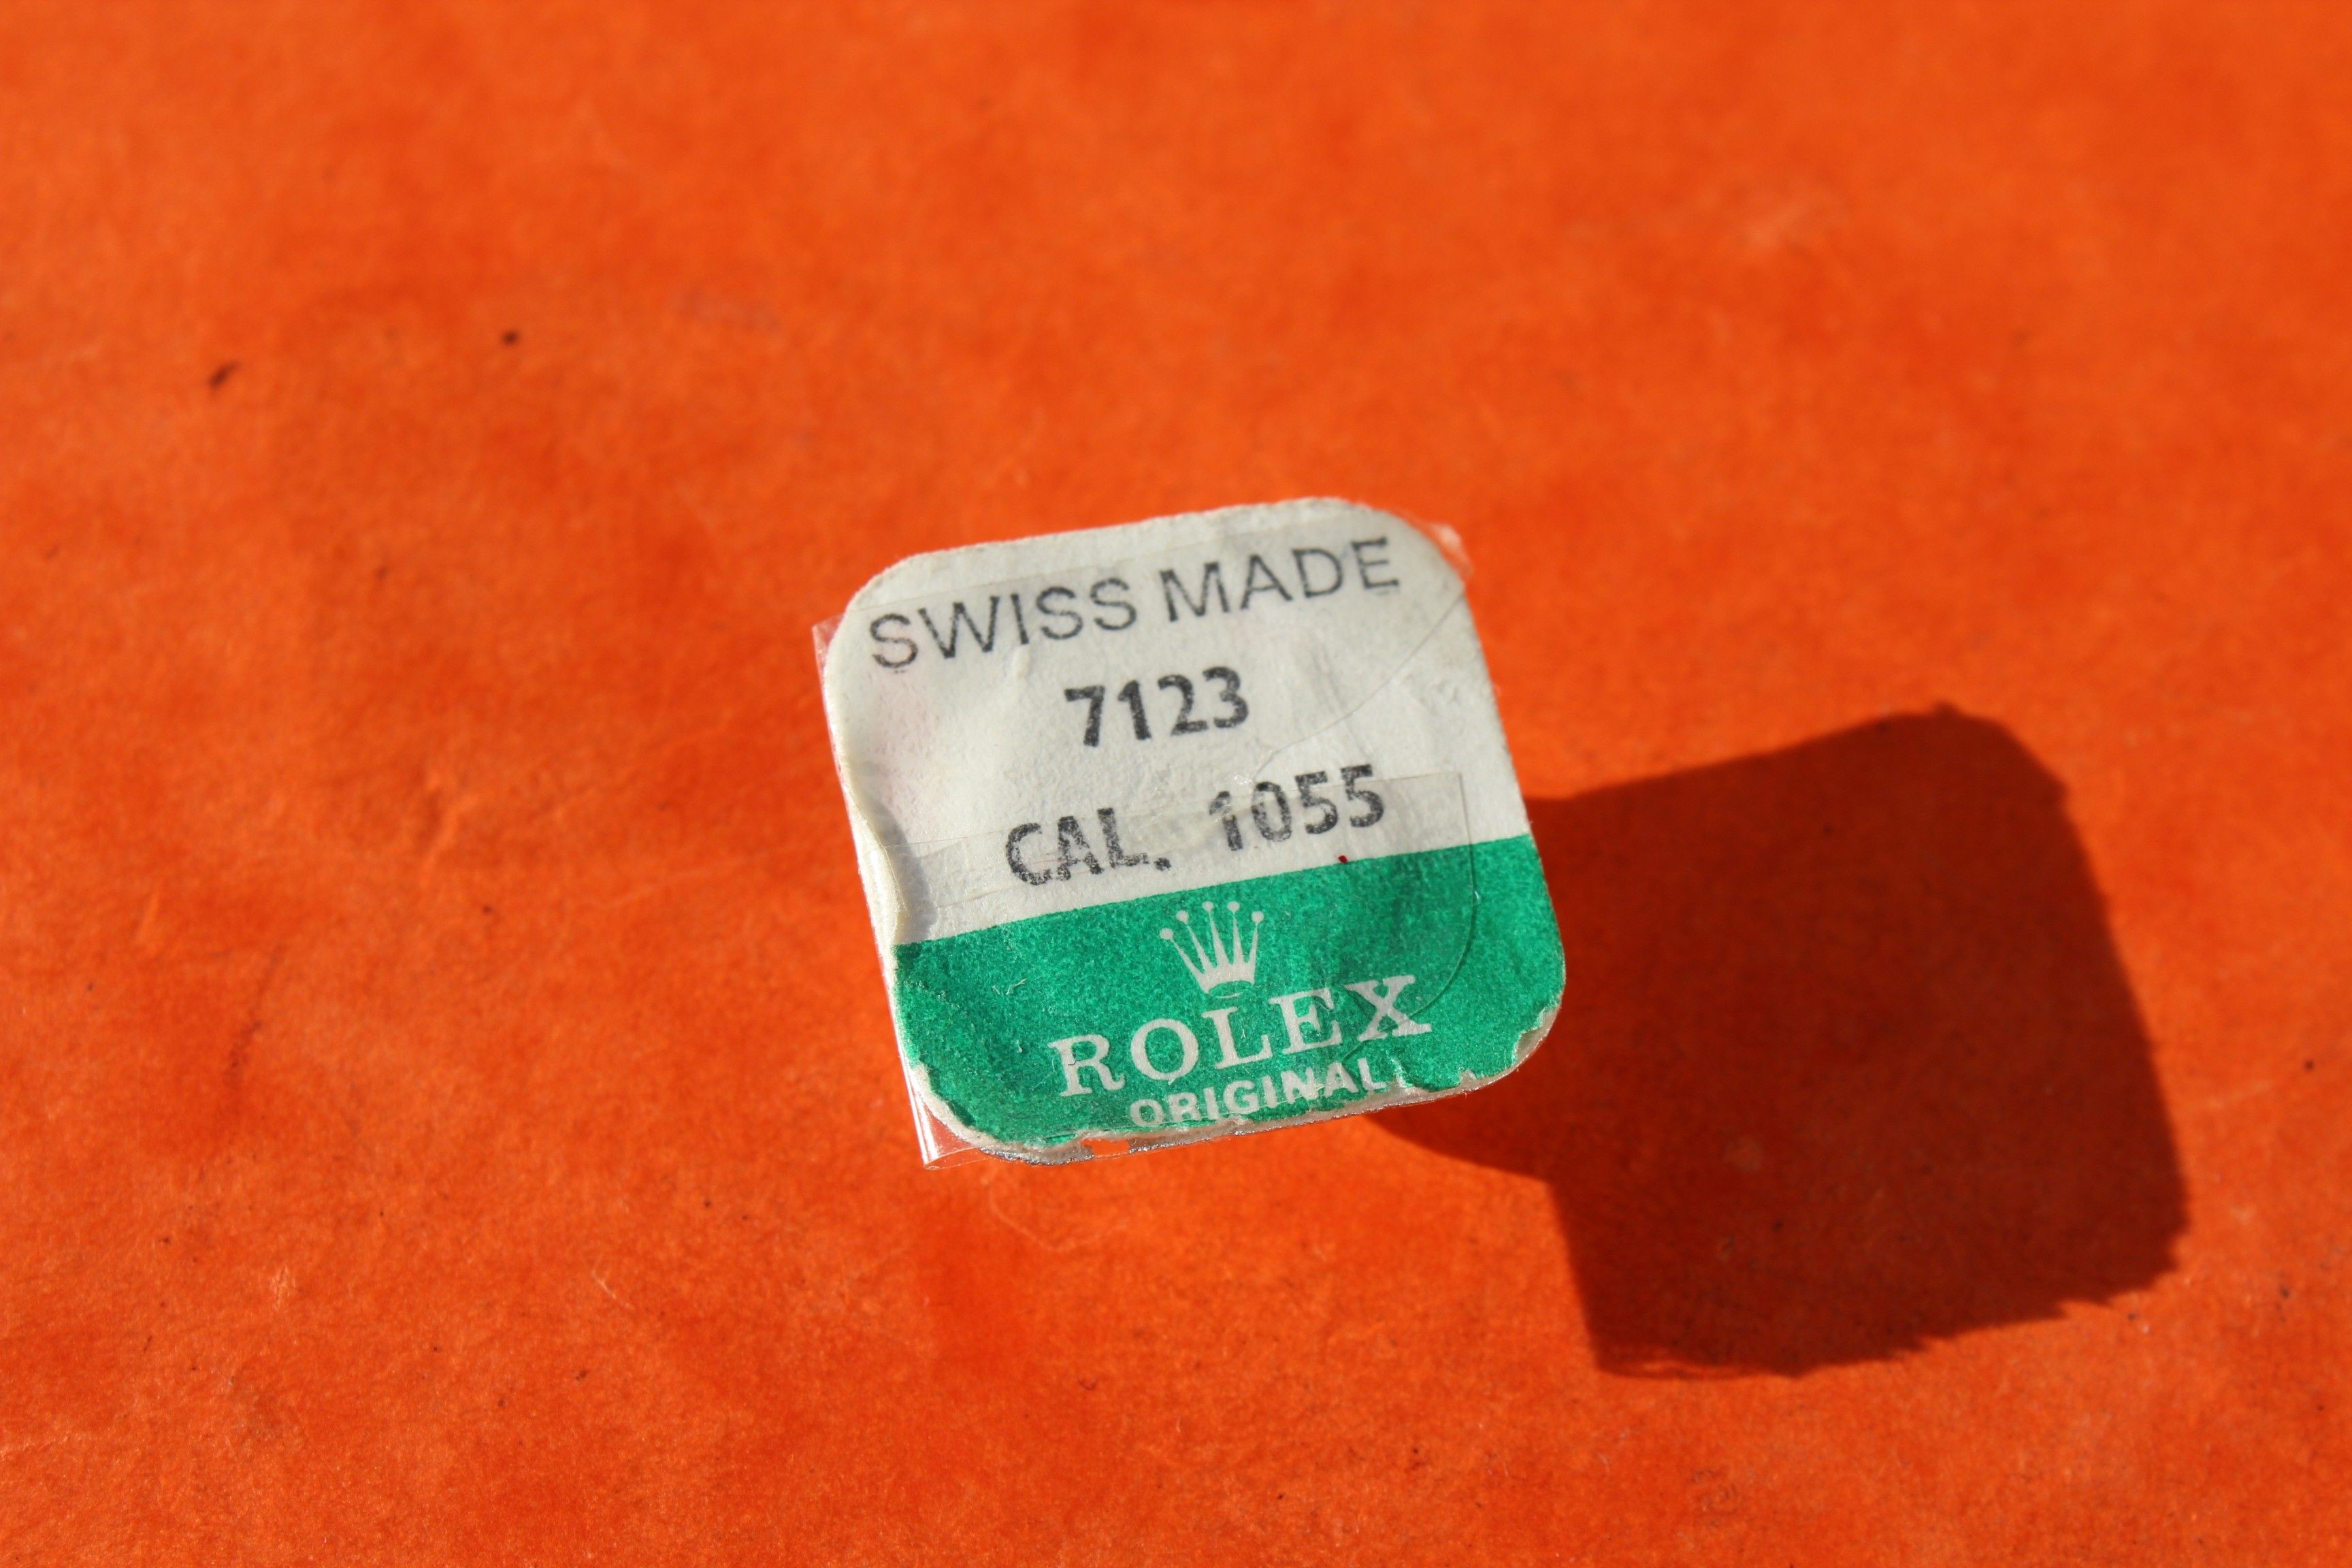 SWISS MADE
7123
CAL. 1055
ROLEX
ORIGINAL